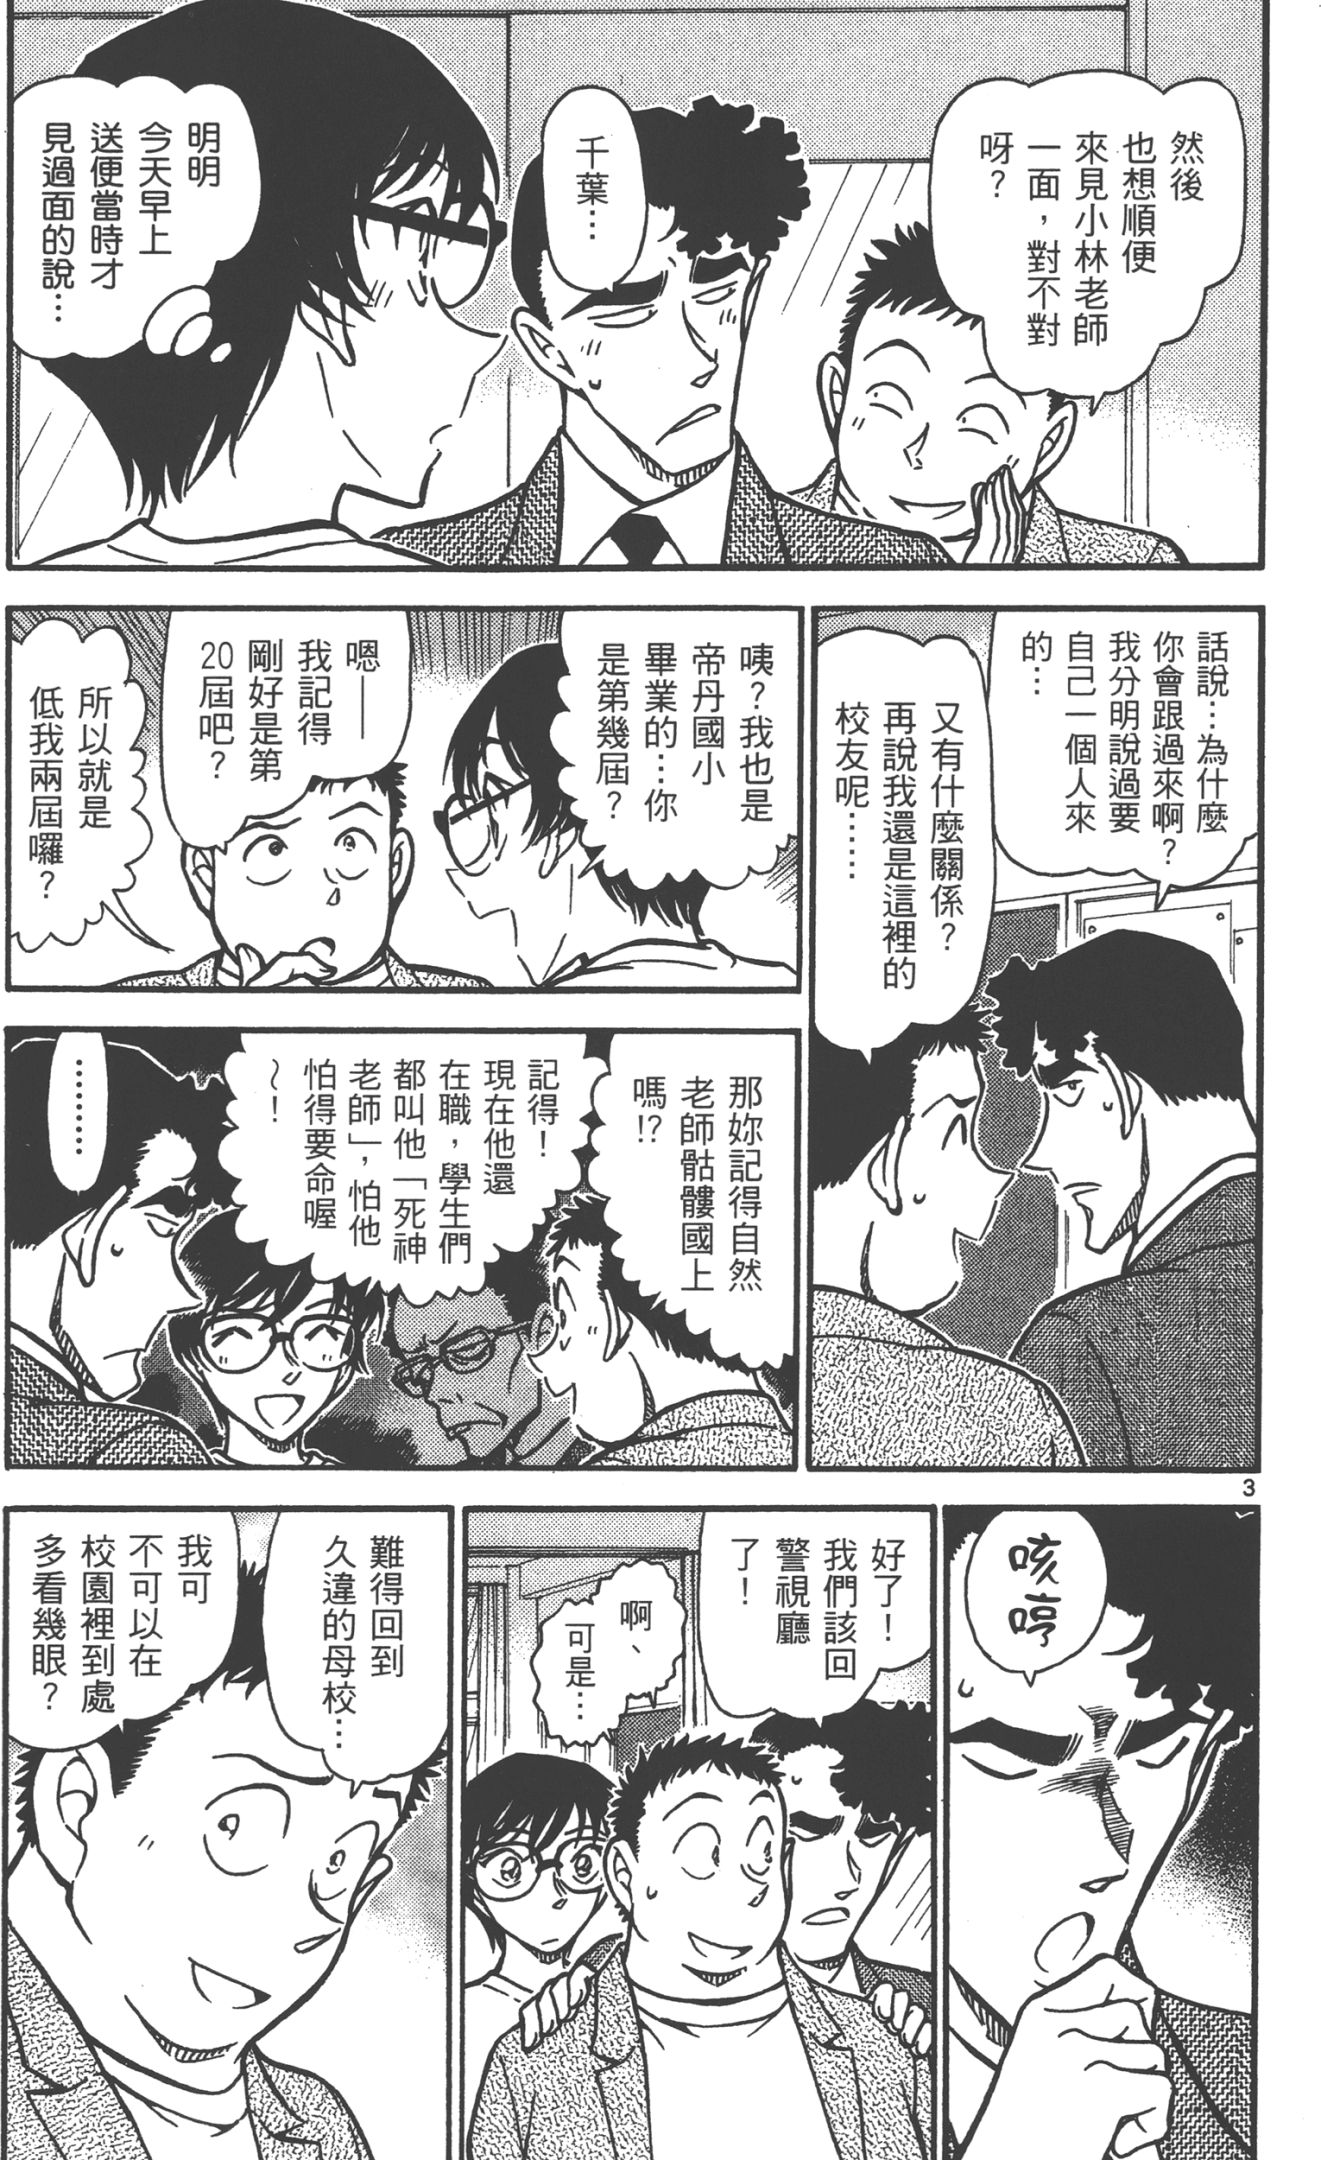 然後
也想順便
來見小林老師
一面，對不對
呀？
千葉…
明明
今天早上
送便當時才
見過面的說…
話說…為什麼
你會跟過來啊？
我分明說過要
自己一個人來
的…
又有什麼關係？
再說我還是這裡的
校友呢……
咦？我也是
帝丹國小
畢業的…你
是第幾屆？
嗯——
我記得
剛好是第
20屆吧？
所以就是
低我兩屆囉？
那妳記得自然
老師骷髏國上
嗎!?
記得！
現在他還
在職，學生們
都叫他「死神
老師」，怕他
怕得要命喔
～！
………
3
咳
哼
好了！
我們該回
警視廳
了！
啊、
可是…
難得回到
久違的母校…
我可
不可以在
校園裡到處
多看幾眼？